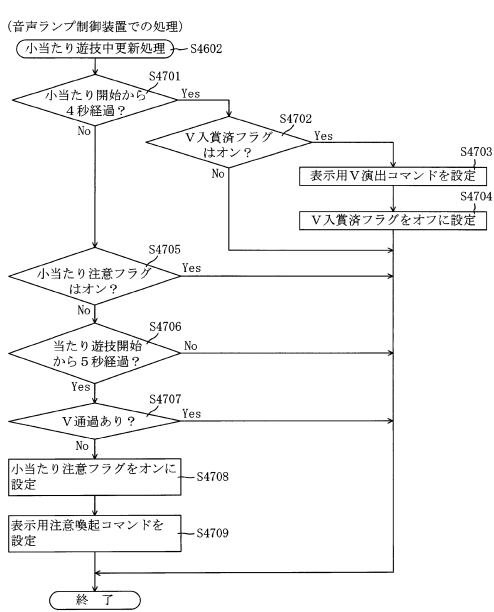 (音声ランプ制御装置での処理)
小当たり遊技中更新処理
S4602
S4701
小当たり開始から
4秒経過?
Yes
No
S4702
V入賞済フラグ
はオン?
Yes
No
S4703
表示用V演出コマンドを設定
S4704
V入賞済フラグをオフに設定
S4705
小当たり注意フラグ
はオン?
Yes
No
S4706
当たり遊技開始
から5秒経過?
No
Yes
S4707
V通過あり?
Yes
No
小当たり注意フラグをオンに
設定
S4708
表示用注意喚起コマンドを
設定
S4709
終 了